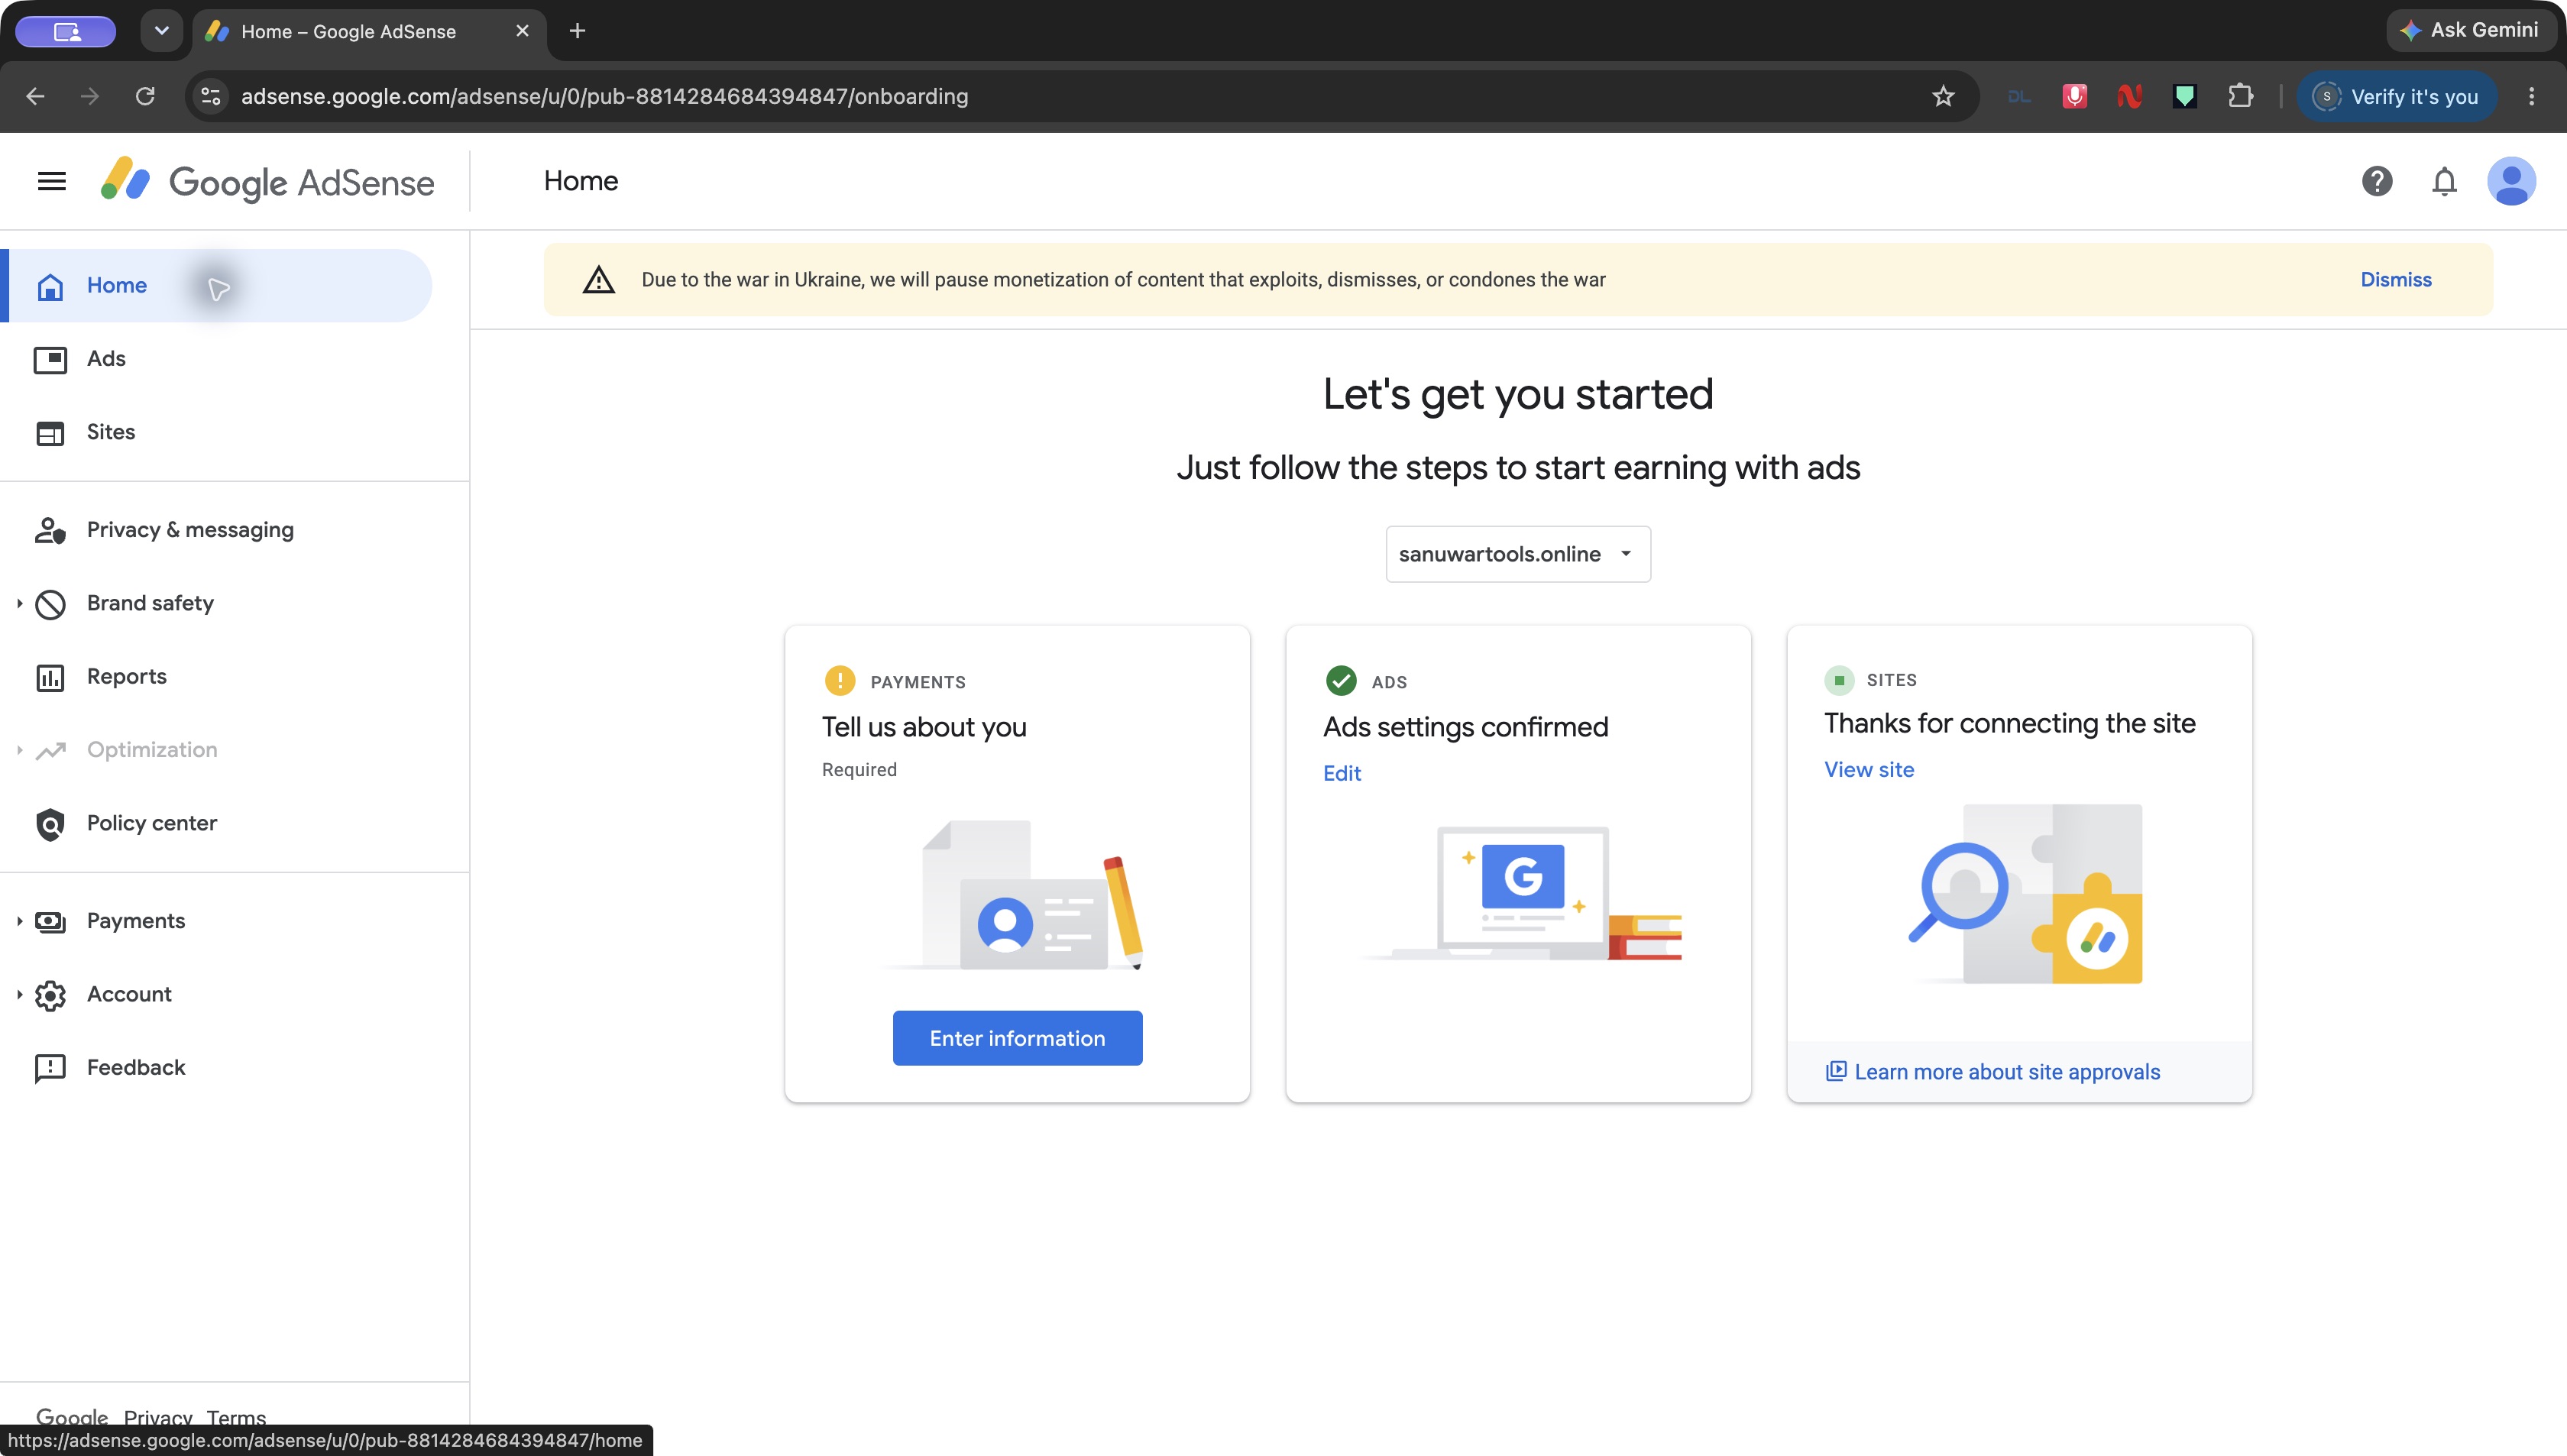 Home – Google AdSense
Ask Gemini
adsense.google.com/adsense/u/0/pub-8814284684394847/onboarding
DL
S
Verify it's you
Google AdSense
Home
Home
Ads
Sites
Privacy & messaging
Brand safety
Reports
Optimization
Policy center
Payments
Account
Feedback
Google Privacy Terms
https://adsense.google.com/adsense/u/0/pub-8814284684394847/home
Due to the war in Ukraine, we will pause monetization of content that exploits, dismisses, or condones the war
Dismiss
Let's get you started
Just follow the steps to start earning with ads
sanuwartools.online
PAYMENTS
Tell us about you
Required
Enter information
ADS
Ads settings confirmed
Edit
G
SITES
Thanks for connecting the site
View site
Learn more about site approvals